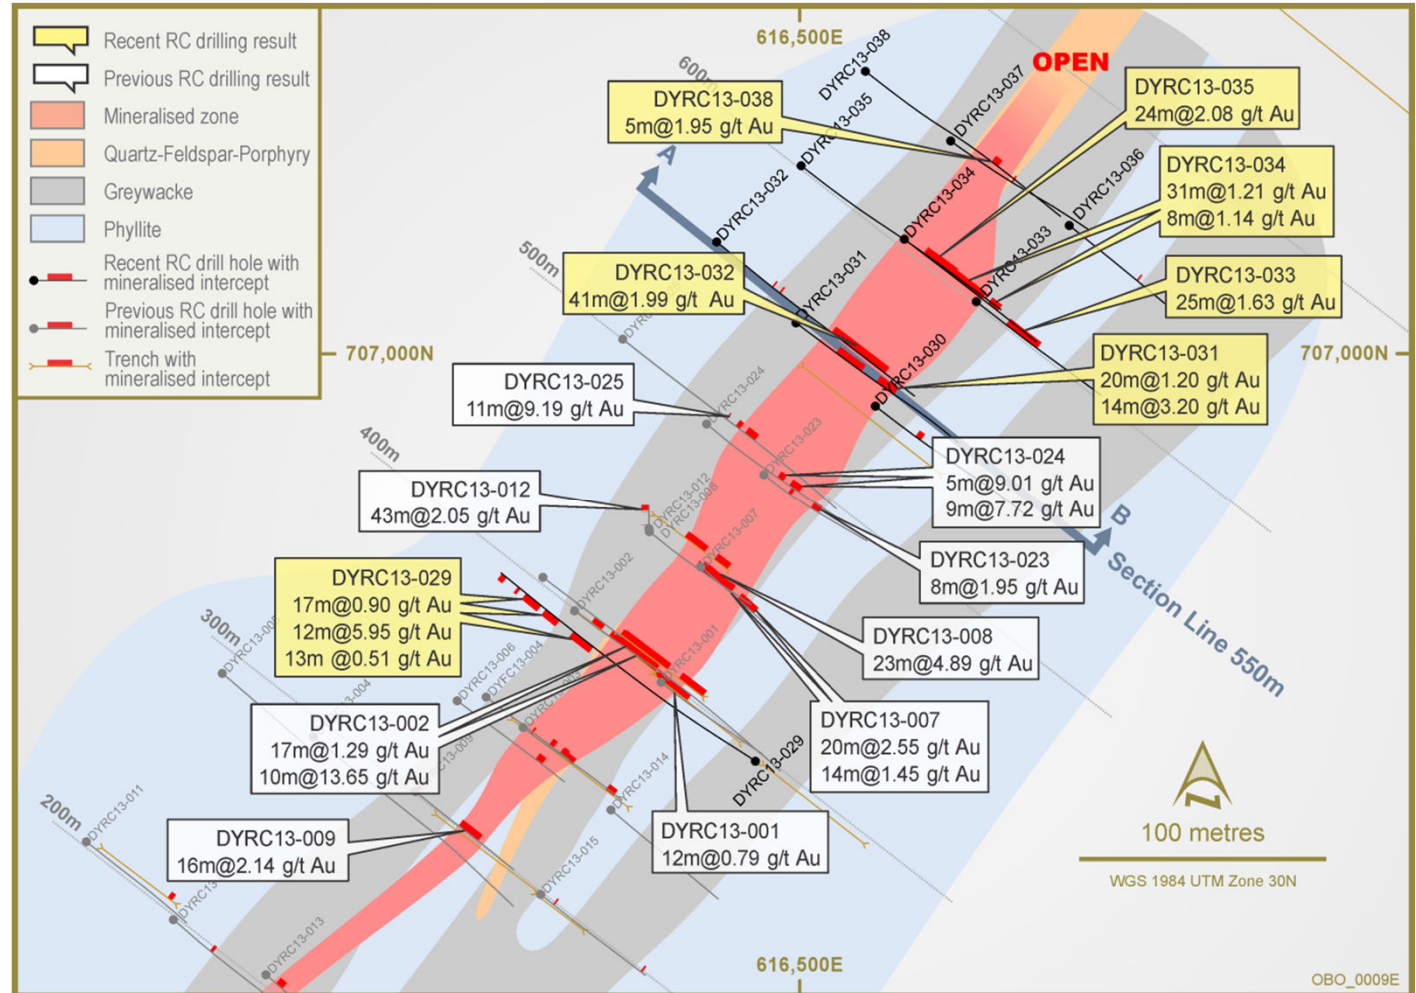 Recent RC drilling result
Previous RC drilling result
Mineralised zone
Quartz-Feldspar-Porphyry
Greywacke
Phyllite
Recent RC drill hole with
mineralised intercept
Previous RC drill hole with
mineralised intercept
Trench with
mineralised intercept
616,500E
OPEN
600m
DYRC13-038
DYRC13-037
DYRC13-035
DYRC13-036
DYRC13-034
DYRC13-033
DYRC13-032
DYRC13-031
DYRC13-030
DYRC13-038
5m@1.95 g/t Au
DYRC13-035
24m@2.08 g/t Au
DYRC13-034
31m@1.21 g/t Au
8m@1.14 g/t Au
DYRC13-033
25m@1.63 g/t Au
A
500m
DYRC13-032
41m@1.99 g/t Au
707,000N
707,000N
DYRC13-031
20m@1.20 g/t Au
14m@3.20 g/t Au
DYRC13-025
11m@9.19 g/t Au
DYRC13-024
DYRC13-023
400m
DYRC13-024
5m@9.01 g/t Au
9m@7.72 g/t Au
DYRC13-012
43m@2.05 g/t Au
DYRC13-012
DYRC13-006
DYRC13-007
B
Section Line 550m
DYRC13-023
8m@1.95 g/t Au
DYRC13-029
17m@0.90 g/t Au
12m@5.95 g/t Au
13m @0.51 g/t Au
DYRC13-002
300m
DYRC13-008
23m@4.89 g/t Au
DYRC13-001
DYRC13-006
DYFC13-004
DYRC13-002
17m@1.29 g/t Au
10m@13.65 g/t Au
DYRC13-007
20m@2.55 g/t Au
14m@1.45 g/t Au
DYRC13-029
DYRC13-014
200m
DYRC13-011
DYRC13-009
16m@2.14 g/t Au
DYRC13-001
12m@0.79 g/t Au
DYRC13-015
DYRC13-013
100 metres
WGS 1984 UTM Zone 30N
616,500E
OBO_0009E